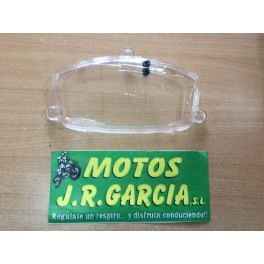 MOTOS
J.R. GARCIA, S.L.
Regálate un respiro... y disfruta conduciendo!!